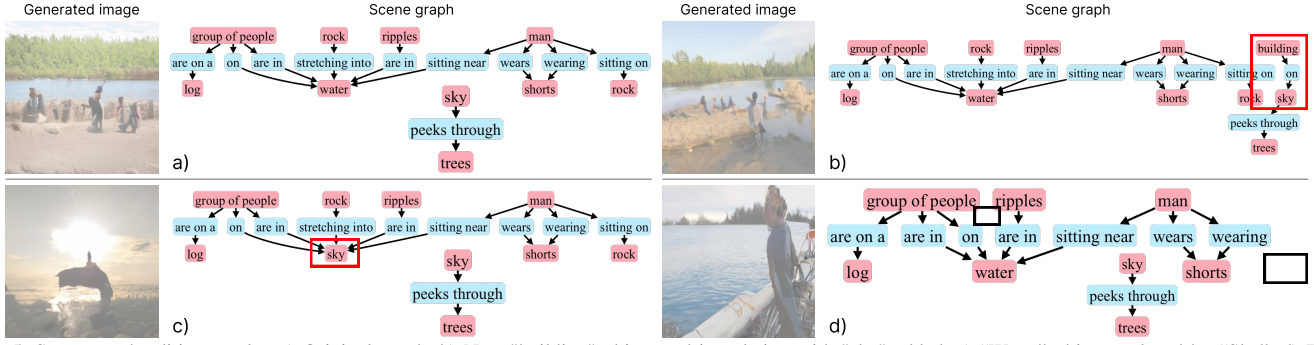 Generated image
Scene graph
Generated image
Scene graph
group of people
rock
ripples
man
are on a
on
are in
stretching into
are in
sitting near
wears
wearing
sitting on
log
water
shorts
rock
sky
peeks through
trees
a)
group of people
rock
ripples
man
building
are on a
on
are in
stretching into
are in
sitting near
wears
wearing
sitting on
on
log
water
shorts
rock
sky
peeks through
trees
b)
group of people
rock
ripples
man
are on a
on
are in
stretching into
are in
sitting near
wears
wearing
sitting on
log
sky
shorts
rock
sky
peeks through
trees
c)
group of people
ripples
man
are on a
are in
on
are in
sitting near
wears
wearing
log
water
sky
shorts
peeks through
trees
d)